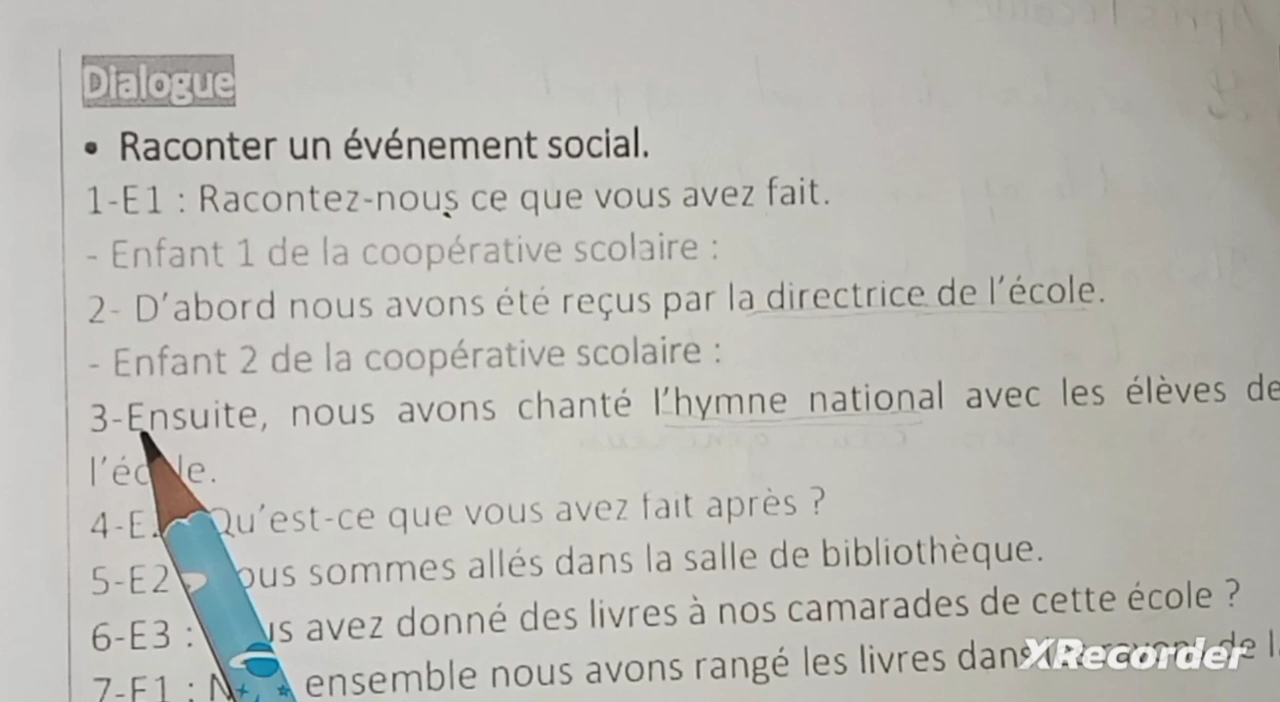 Dialogue
• Raconter un événement social.
1-E1 : Racontez-nous ce que vous avez fait.
- Enfant 1 de la coopérative scolaire :
2- D'abord nous avons été reçus par la directrice de l'école.
- Enfant 2 de la coopérative scolaire :
3-Ensuite, nous avons chanté l'hymne national avec les élèves de
l'école.
4-E Qu'est-ce que vous avez fait après ?
5-E2 sommes allés dans la salle de bibliothèque.
6-E3 : avez donné des livres à nos camarades de cette école ?
7-E1 : ensemble nous avons rangé les livres dans de
XRecorder